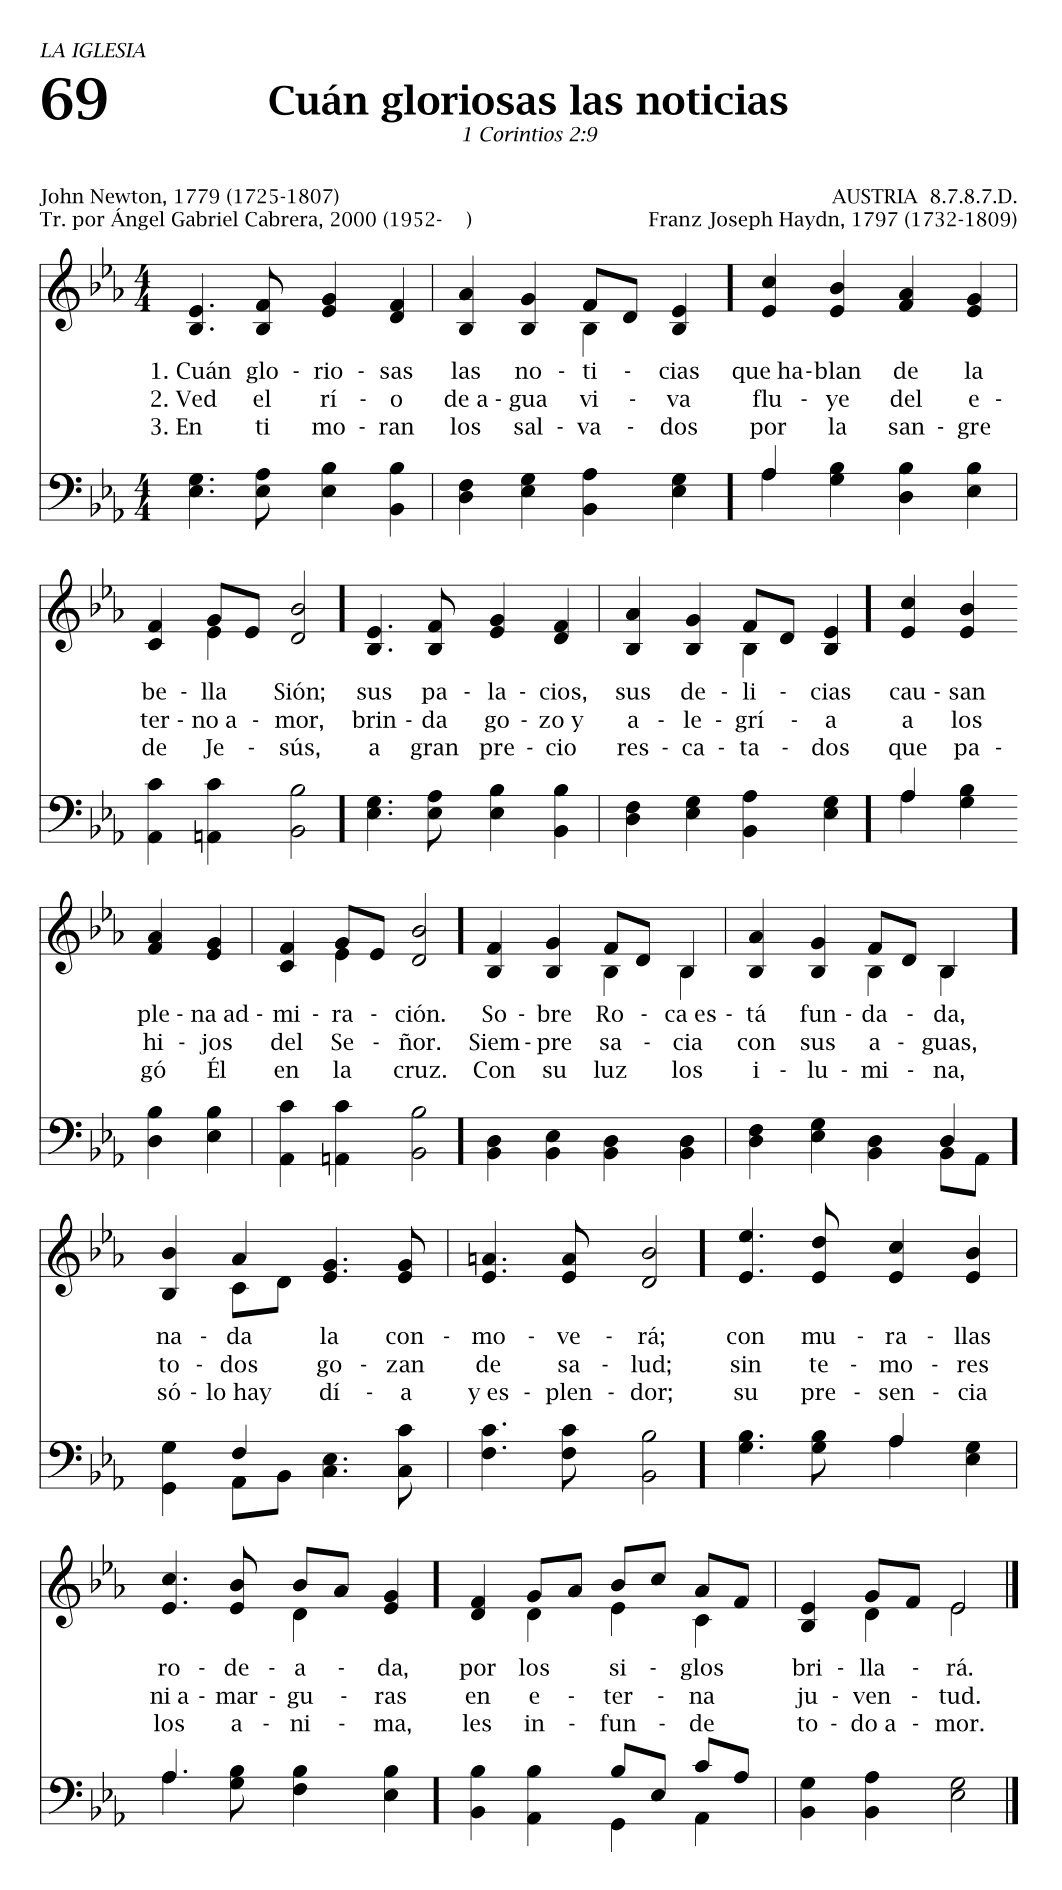 LA IGLESIA
69
Cuán gloriosas las noticias
1 Corintios 2:9
John Newton, 1779 (1725-1807)
AUSTRIA 8.7.8.7.D.
Tr. por Ángel Gabriel Cabrera, 2000 (1952-    )
Franz Joseph Haydn, 1797 (1732-1809)
1. Cuán glo - rio - sas las no - ti - cias que ha - blan de la
2. Ved el rí - o de a - gua vi - va flu - ye del e -
3. En ti mo - ran los sal - va - dos por la san - gre
be - lla Sión; sus pa - la - cios, sus de - li - cias cau - san
ter - no a - mor, brin - da go - zo y a - le - grí - a a los
de Je - sús, a gran pre - cio res - ca - ta - dos que pa -
ple - na ad - mi - ra - ción. So - bre Ro - ca es - tá fun - da - da,
hi - jos del Se - ñor. Siem - pre sa - cia con sus a - guas,
gó Él en la cruz. Con su luz los i - lu - mi - na,
na - da la con - mo - ve - rá; con mu - ra - llas
to - dos go - zan de sa - lud; sin te - mo - res
só - lo hay dí - a y es - plen - dor; su pre - sen - cia
ro - de - a - da, por los si - glos bri - lla - rá.
ni a - mar - gu - ras en e - ter - na ju - ven - tud.
los a - ni - ma, les in - fun - de to - do a - mor.